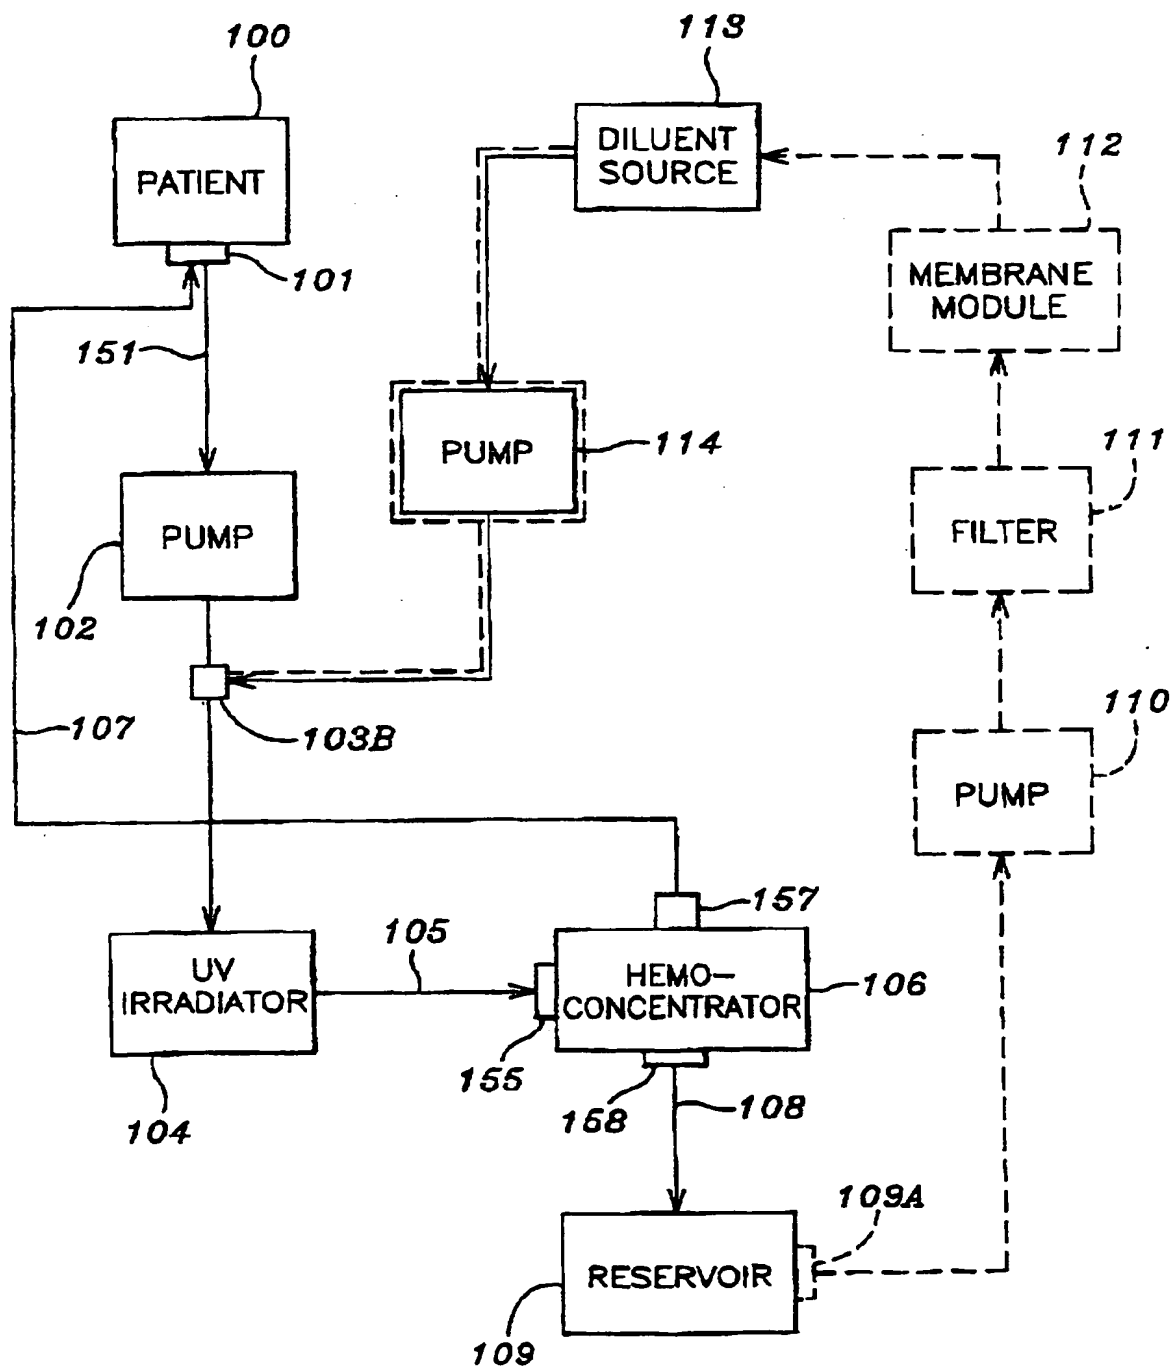 100
113
DILUENT
SOURCE
112
PATIENT
101
MEMBRANE
MODULE
151
PUMP
114
111
PUMP
FILTER
102
103B
107
110
PUMP
157
105
UV
IRRADIATOR
HEMO-
CONCENTRATOR
106
155
158
108
104
109A
RESERVOIR
109